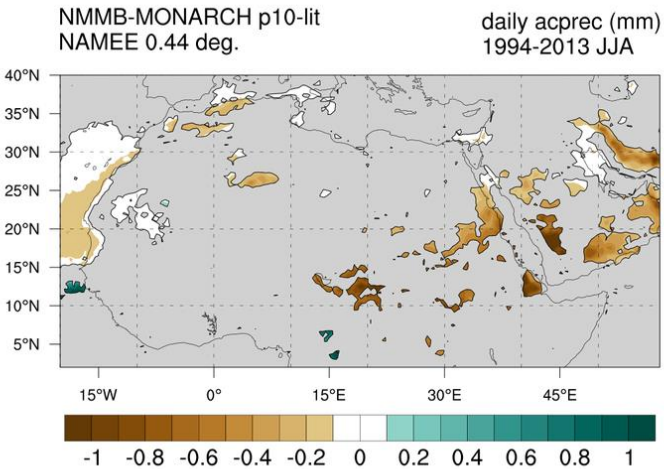 NMMB-MONARCH p10-lit
NAMEE 0.44 deg.
daily acprec (mm)
1994-2013 JJA
40°N
35°N
30°N
25°N
20°N
15°N
10°N
5°N
15°W 0° 15°E 30°E 45°E
-1 -0.8 -0.6 -0.4 -0.2 0 0.2 0.4 0.6 0.8 1